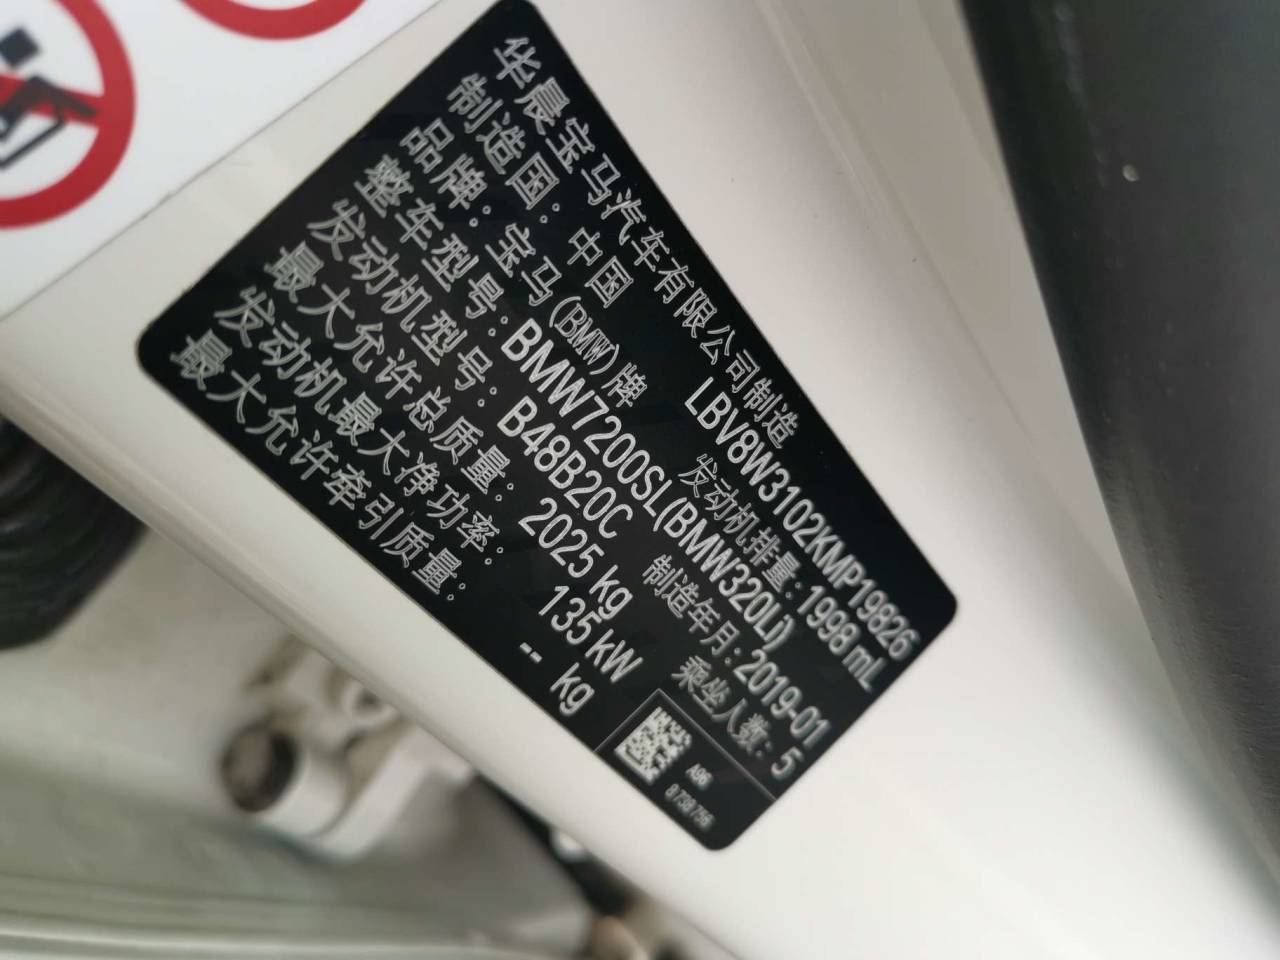 华晨宝马汽车有限公司制造
制造国：中国 LBV8W3102KMP19826
品牌：宝马(BMW)牌 发动机排量：1998 mL
整车型号：BMW7200SL(BMW320Li)
发动机型号：B48B20C 制造年月：2019-01
最大允许总质量：2025 kg 乘坐人数：5
发动机最大净功率：135 kW
最大允许牵引质量：-- kg
A96